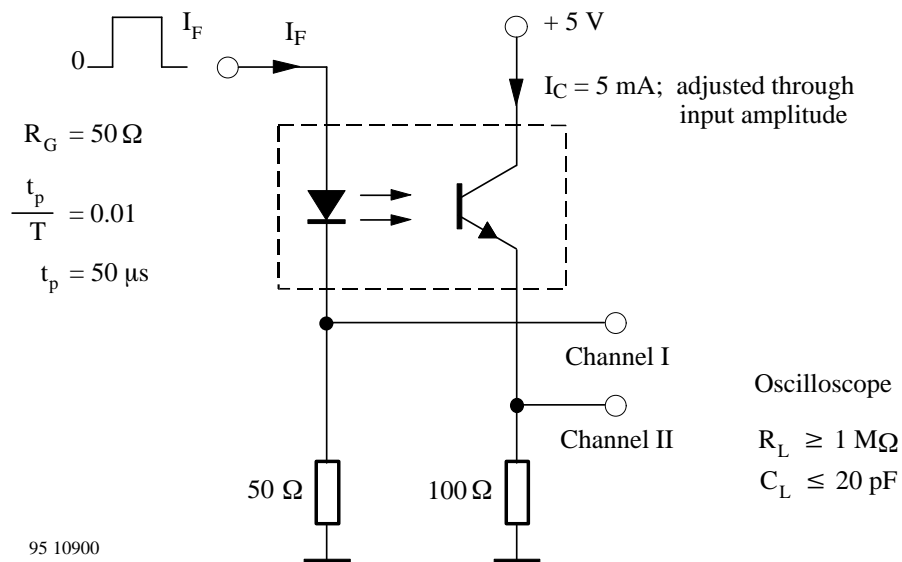 I_F
0
I_F
+ 5 V
I_C = 5 mA; adjusted through
input amplitude
R_G = 50 Ω
t_p
T
= 0.01
t_p = 50 µs
Channel I
Channel II
50 Ω
100 Ω
Oscilloscope
R_L ≥ 1 MΩ
C_L ≤ 20 pF
95 10900